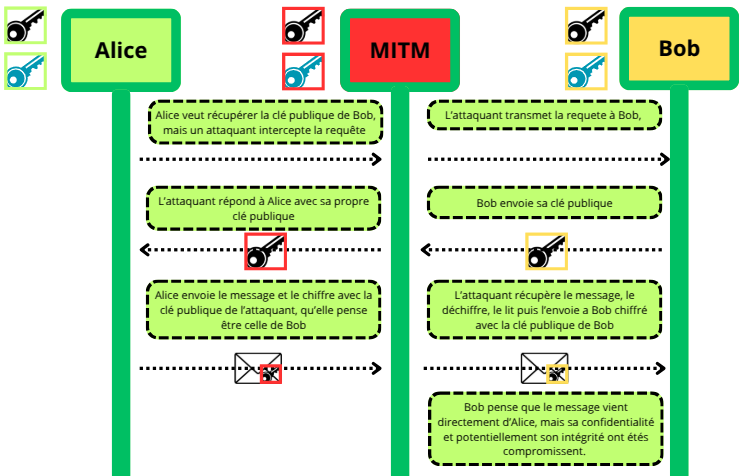 Alice
MITM
Bob
Alice veut récupérer la clé publique de Bob,
mais un attaquant intercepte la requête
L'attaquant transmet la requete à Bob,
L'attaquant répond à Alice avec sa propre
clé publique
Bob envoie sa clé publique
Alice envoie le message et le chiffre avec la
clé publique de l'attaquant, qu'elle pense
être celle de Bob
L'attaquant récupère le message, le
déchiffre, le lit puis l'envoie a Bob chiffré
avec la clé publique de Bob
Bob pense que le message vient
directement d'Alice, mais sa confidentialité
et potentiellement son intégrité ont étés
compromissent.